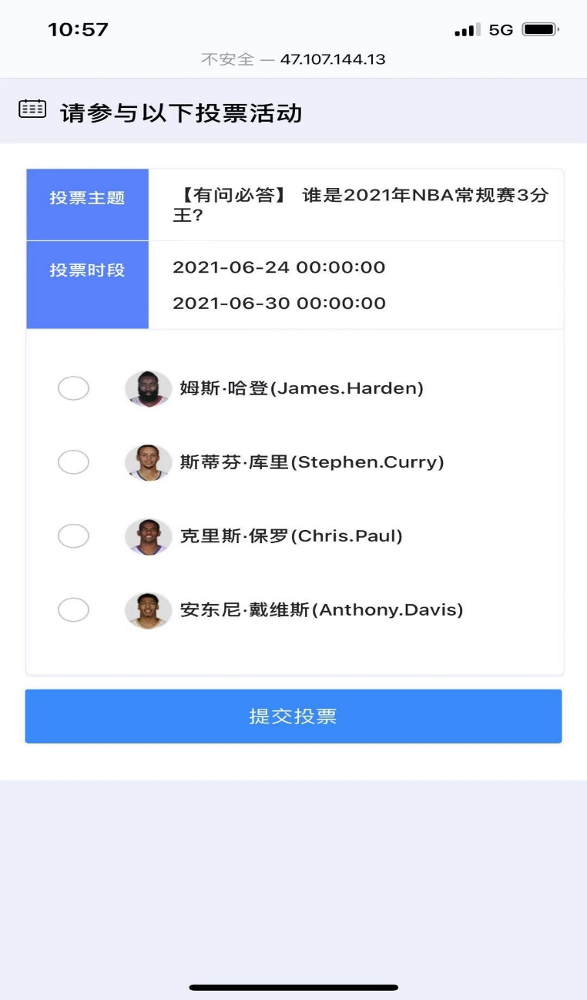 10:57
5G
不安全 — 47.107.144.13
请参与以下投票活动
投票主题
【有问必答】 谁是2021年NBA常规赛3分
王?
投票时段
2021-06-24 00:00:00
2021-06-30 00:00:00
姆斯·哈登(James.Harden)
斯蒂芬·库里(Stephen.Curry)
克里斯·保罗(Chris.Paul)
安东尼·戴维斯(Anthony.Davis)
提交投票